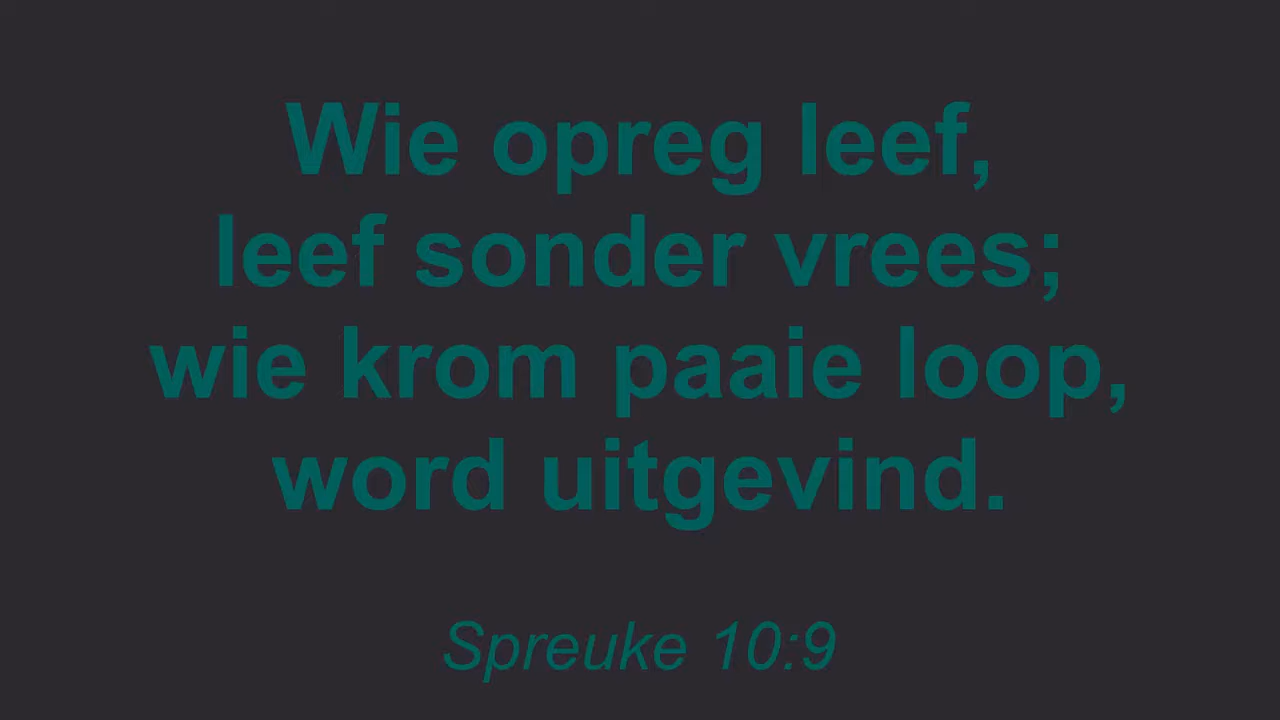 Wie opreg leef,
leef sonder vrees;
wie krom paaie loop,
word uitgevind.
Spreuke 10:9